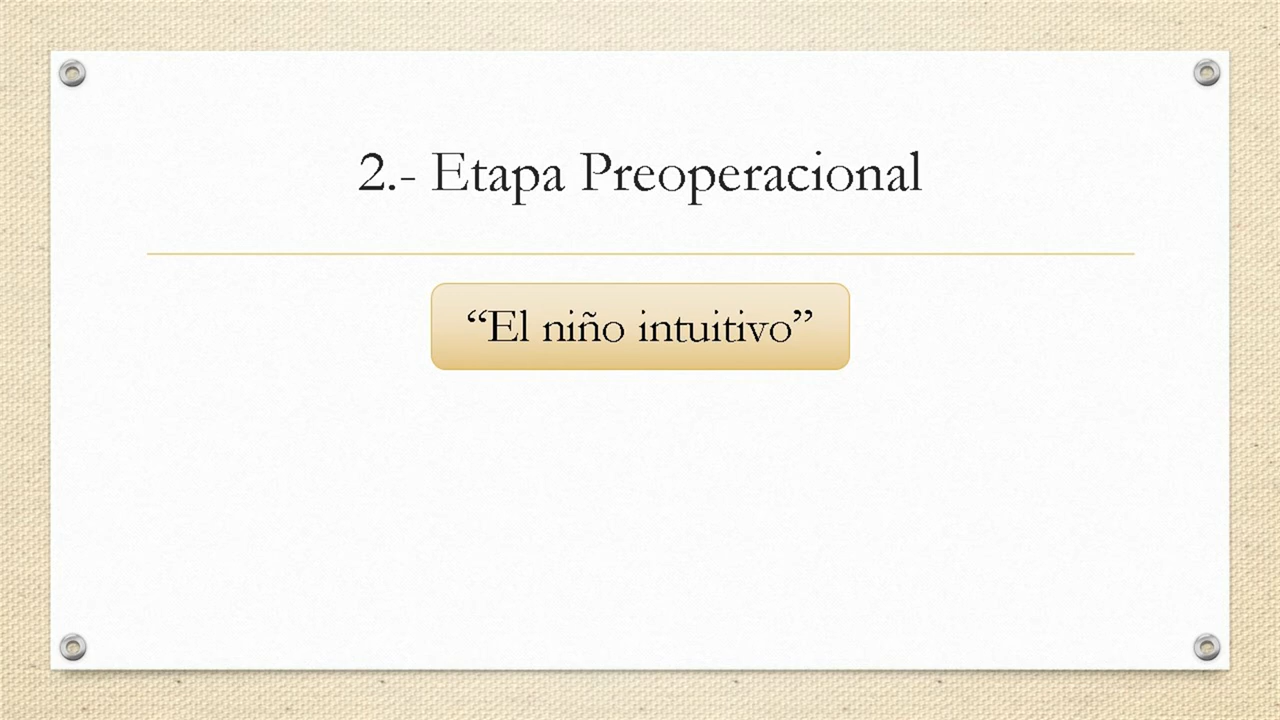 2.- Etapa Preoperacional
“El niño intuitivo”